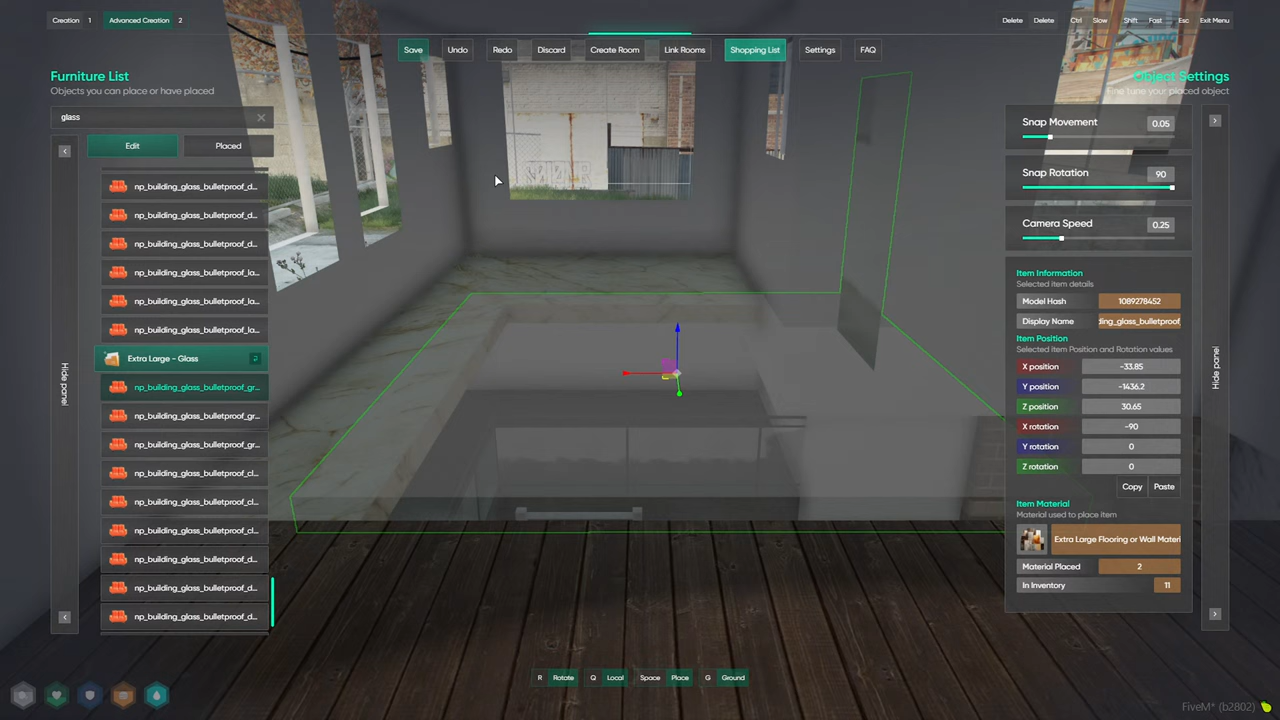 Creation 1 Advanced Creation 2
Delete Delete Ctrl Slow Shift Fast Esc Exit Menu
Save Undo Redo Discard Create Room Link Rooms Shopping List Settings FAQ
Furniture List
Objects you can place or have placed
glass
Edit Placed
np_building_glass_bulletproof_d...
np_building_glass_bulletproof_d...
np_building_glass_bulletproof_d...
np_building_glass_bulletproof_la...
np_building_glass_bulletproof_la...
np_building_glass_bulletproof_la...
Extra Large - Glass
np_building_glass_bulletproof_gr...
np_building_glass_bulletproof_gr...
np_building_glass_bulletproof_gr...
np_building_glass_bulletproof_cl...
np_building_glass_bulletproof_cl...
np_building_glass_bulletproof_cl...
np_building_glass_bulletproof_d...
np_building_glass_bulletproof_d...
np_building_glass_bulletproof_d...
Hide panel
Object Settings
Fine tune your placed object
Snap Movement 0.05
Snap Rotation 90
Camera Speed 0.25
Item Information
Selected item details
Model Hash 1089278452
Display Name ding_glass_bulletproof
Item Position
Selected item Position and Rotation values
X position -33.85
Y position -1436.2
Z position 30.65
X rotation -90
Y rotation 0
Z rotation 0
Copy Paste
Item Material
Material used to place item
Extra Large Flooring or Wall Materi
Material Placed 2
In Inventory 11
Hide panel
R Rotate Q Local Space Place G Ground
FiveM* (b2802)